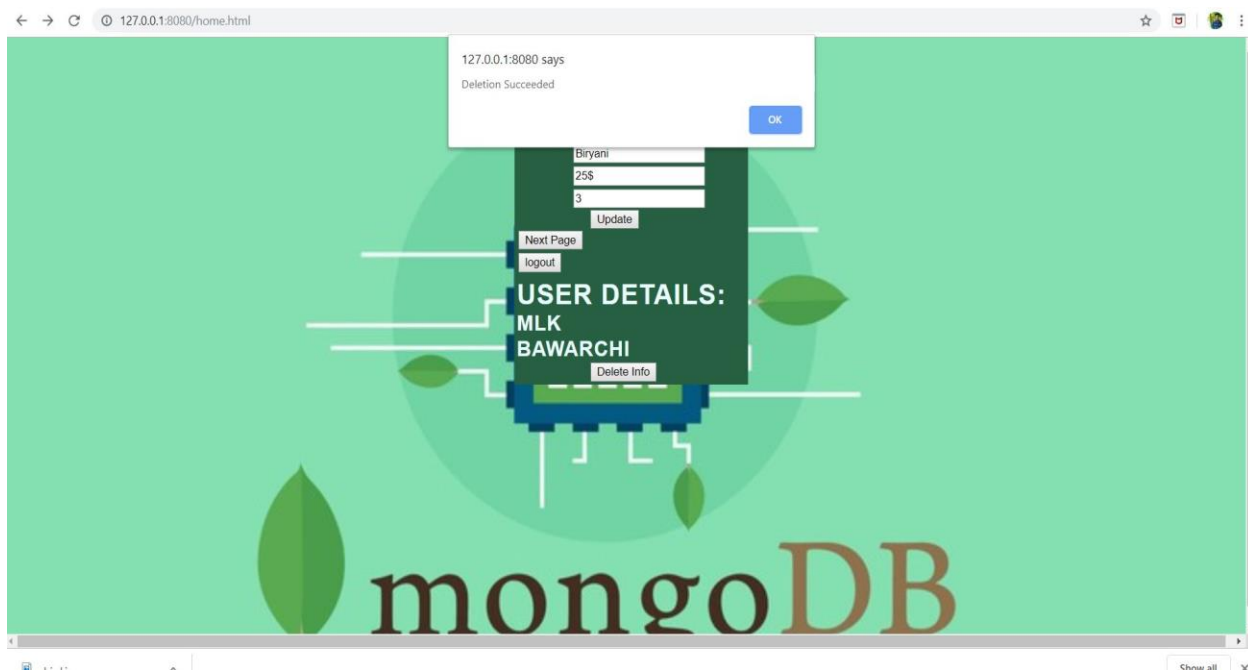 127.0.0.1:8080/home.html
127.0.0.1:8080 says
Deletion Succeeded
OK
Biryani
25$
3
Update
Next Page
logout
USER DETAILS:
MLK
BAWARCHI
Delete Info
mongoDB
Show all